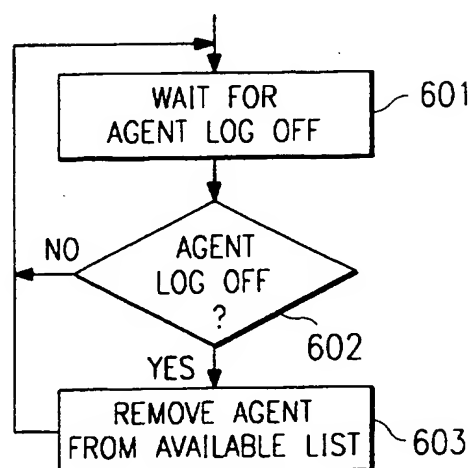 WAIT FOR
AGENT LOG OFF
601
AGENT
LOG OFF
?
NO
602
YES
REMOVE AGENT
FROM AVAILABLE LIST
603